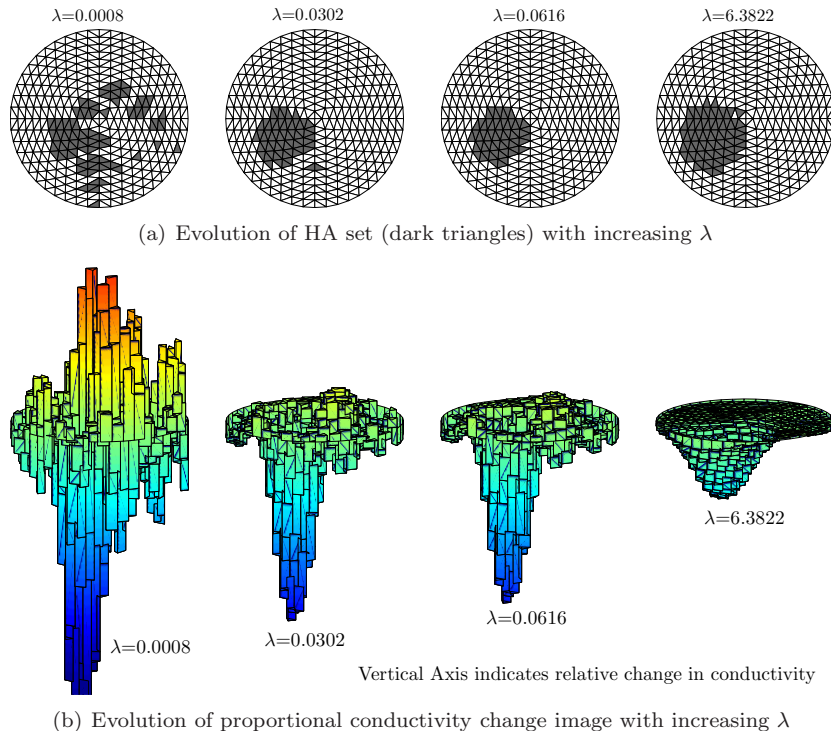 λ=0.0008
λ=0.0302
λ=0.0616
λ=6.3822
(a) Evolution of HA set (dark triangles) with increasing λ
λ=0.0008
λ=0.0302
λ=0.0616
λ=6.3822
Vertical Axis indicates relative change in conductivity
(b) Evolution of proportional conductivity change image with increasing λ